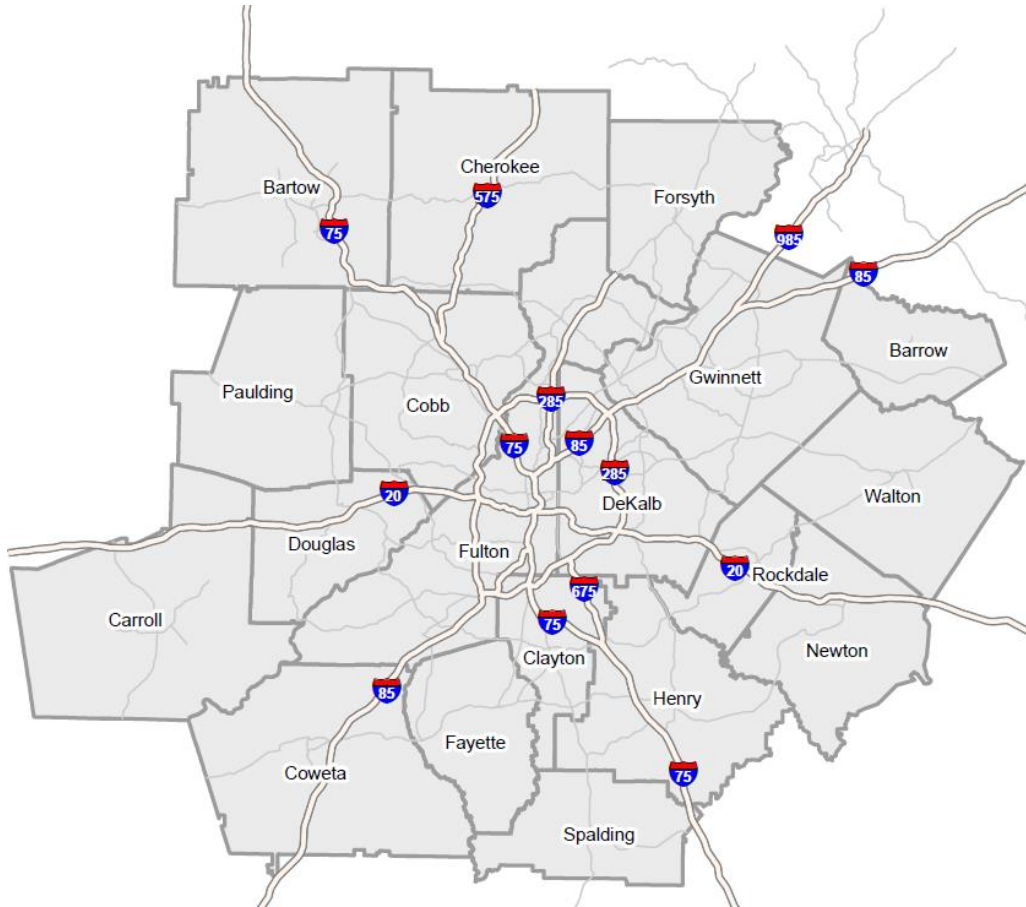 Cherokee
Bartow
575
Forsyth
75
985
85
Barrow
Gwinnett
Paulding
Cobb
285
75
85
285
20
Walton
DeKalb
Douglas
Fulton
20
Rockdale
675
Carroll
75
Newton
Clayton
85
Henry
Fayette
Coweta
75
Spalding